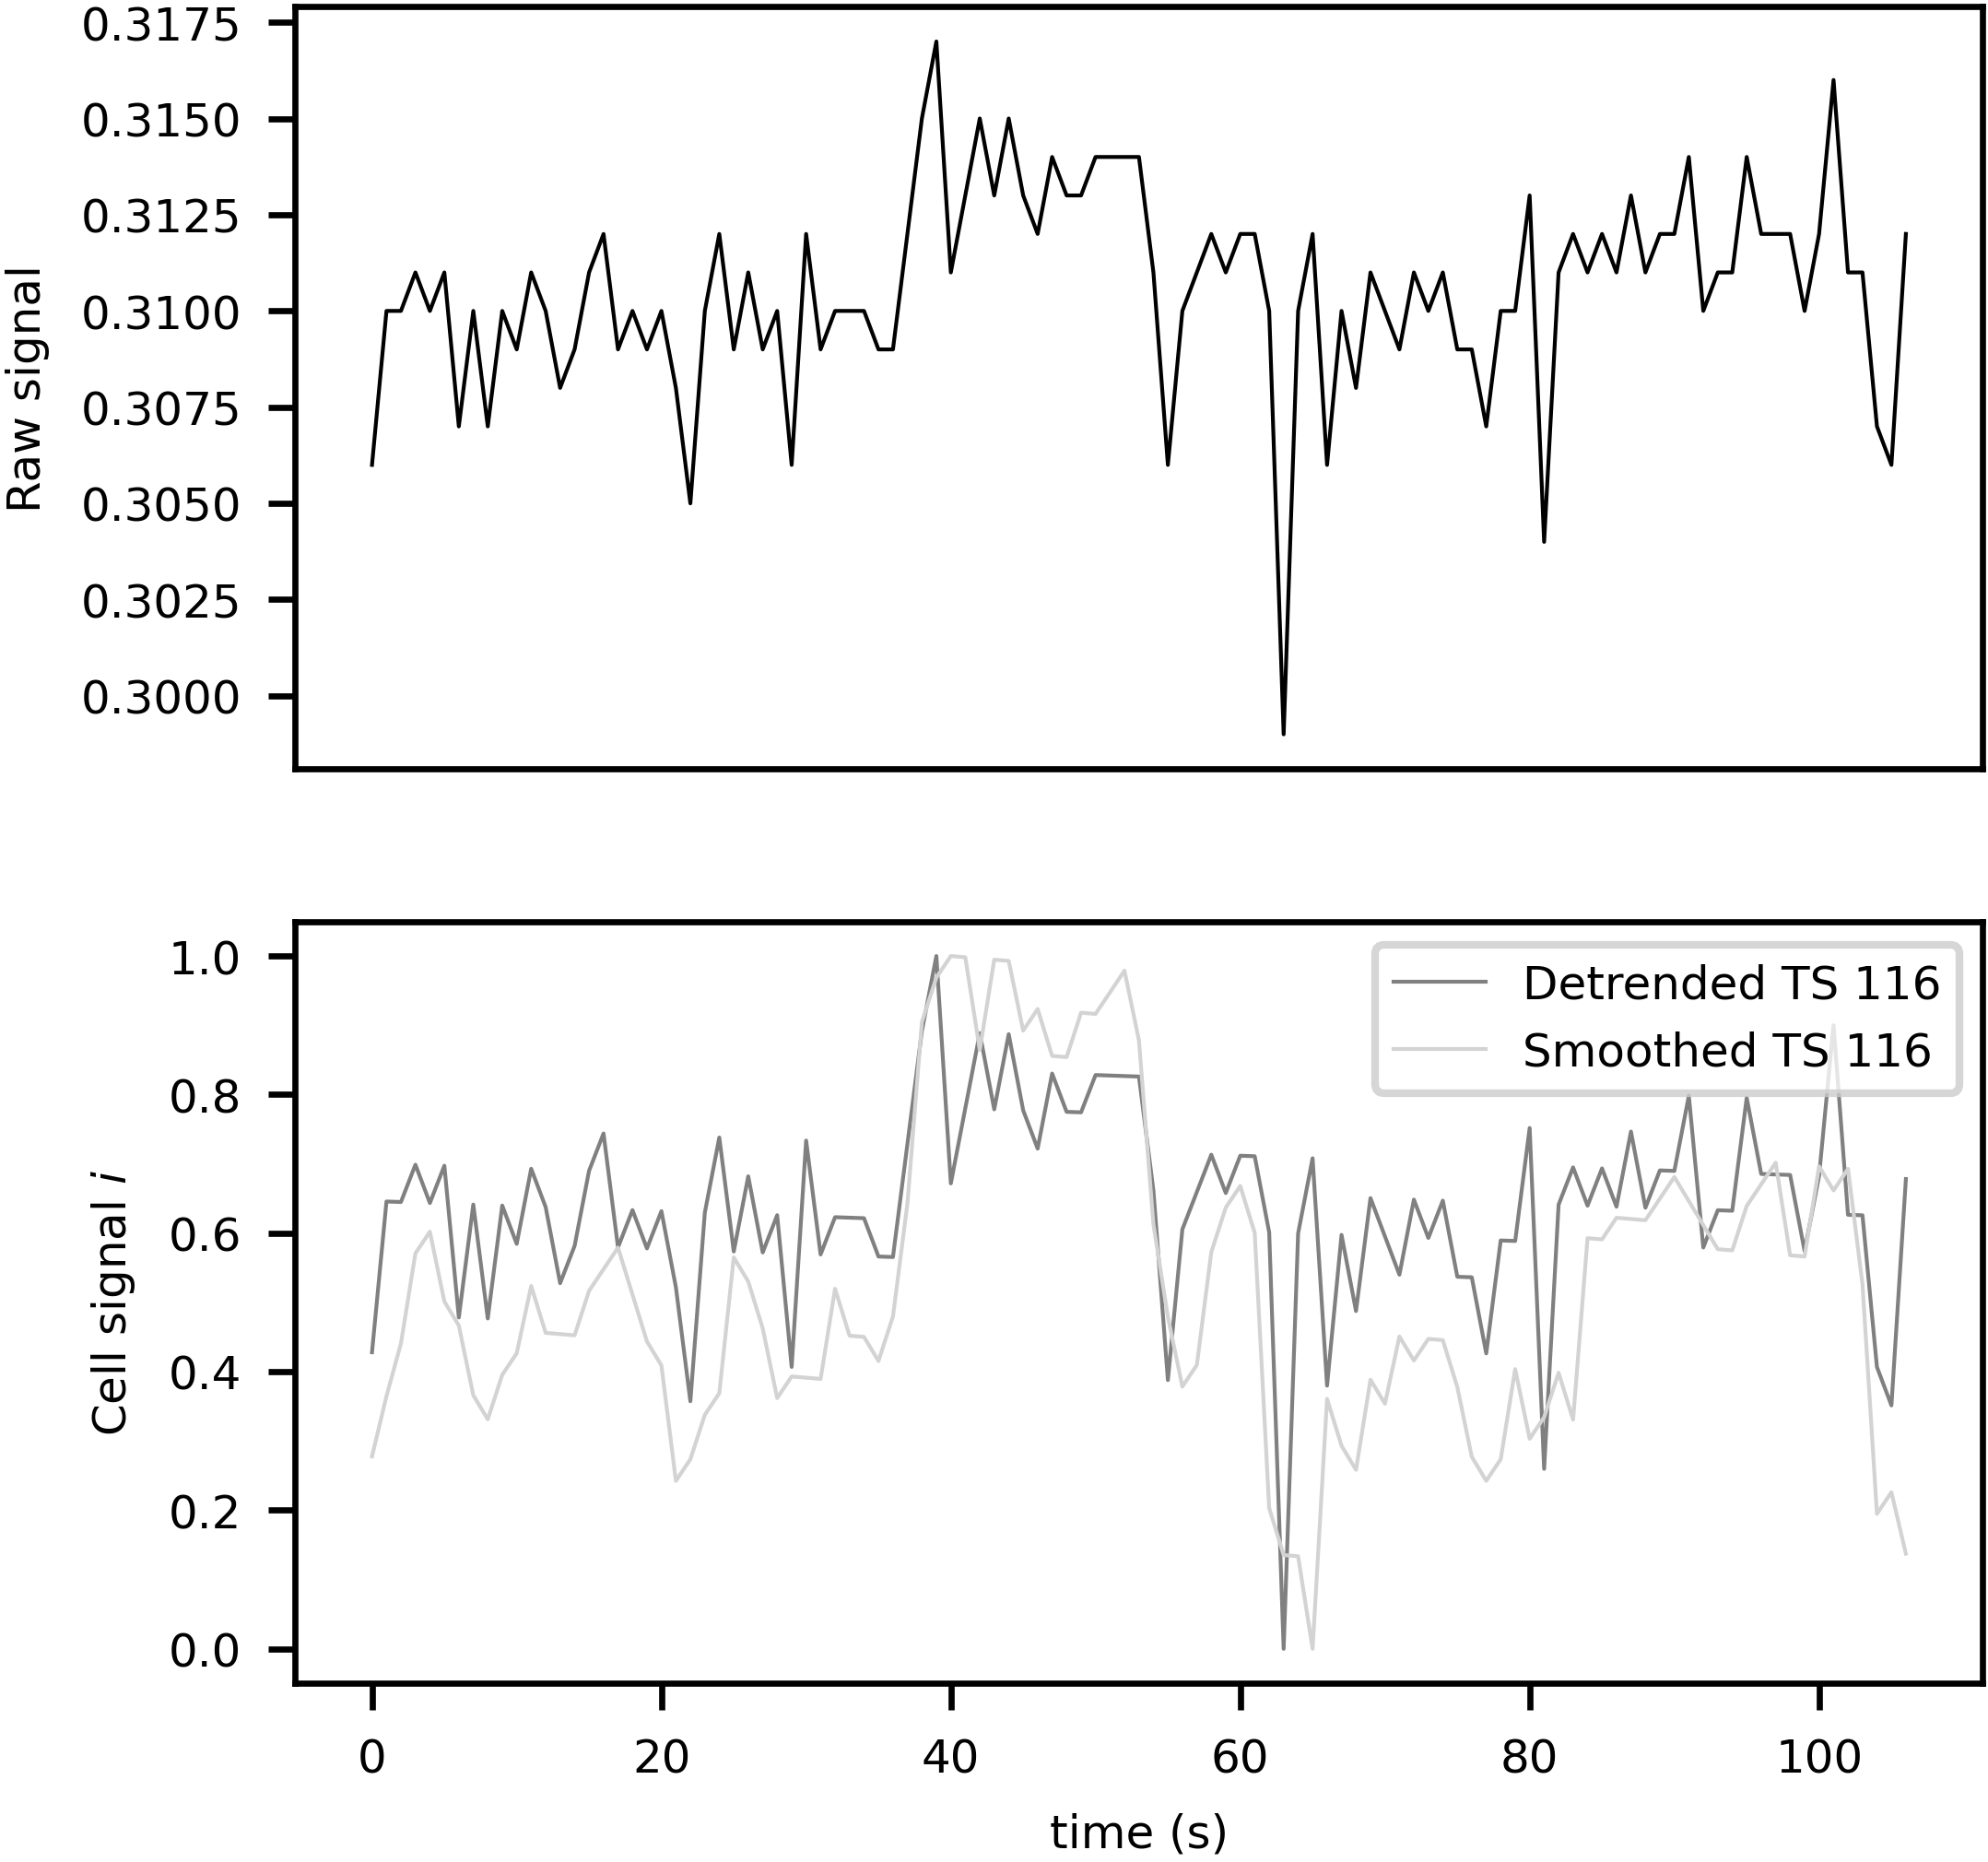 0.3175
0.3150
0.3125
0.3100
0.3075
0.3050
0.3025
0.3000
Raw signal
1.0
0.8
0.6
0.4
0.2
0.0
Cell signal i
Detrended TS 116
Smoothed TS 116
0 20 40 60 80 100
time (s)